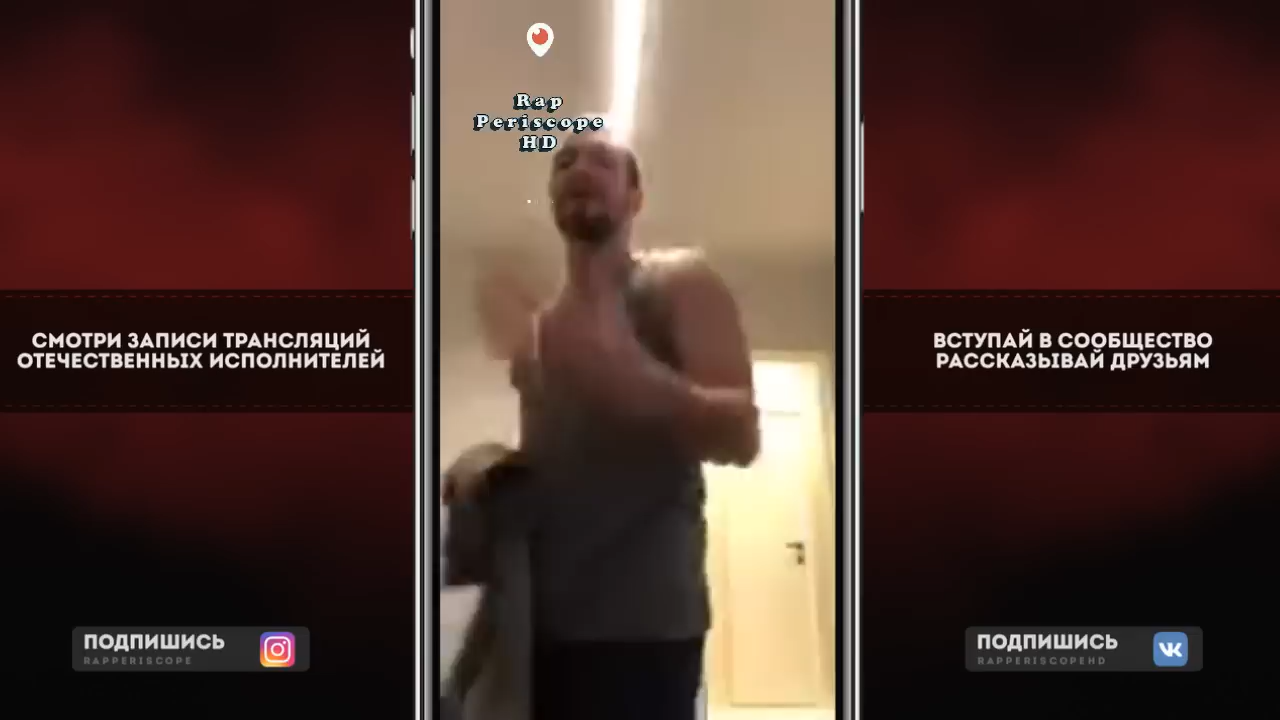 Rap
Periscope
HD
СМОТРИ ЗАПИСИ ТРАНСЛЯЦИЙ
ОТЕЧЕСТВЕННЫХ ИСПОЛНИТЕЛЕЙ
ВСТУПАЙ В СООБЩЕСТВО
РАССКАЗЫВАЙ ДРУЗЬЯМ
ПОДПИШИСЬ
RAPPERISCOPE
ПОДПИШИСЬ
RAPPERISCOPEHD